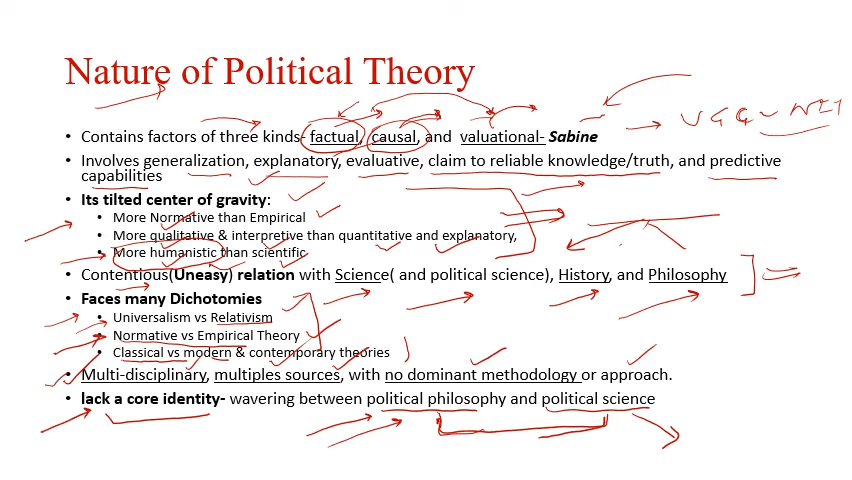 Nature of Political Theory
UGC - NET
• Contains factors of three kinds- factual, causal, and valuational- Sabine
• Involves generalization, explanatory, evaluative, claim to reliable knowledge/truth, and predictive
capabilities
• Its tilted center of gravity:
• More Normative than Empirical
• More qualitative & interpretive than quantitative and explanatory,
• More humanistic than scientific
• Contentious(Uneasy) relation with Science( and political science), History, and Philosophy
• Faces many Dichotomies
• Universalism vs Relativism
• Normative vs Empirical Theory
• Classical vs modern & contemporary theories
• Multi-disciplinary, multiples sources, with no dominant methodology or approach.
• lack a core identity- wavering between political philosophy and political science